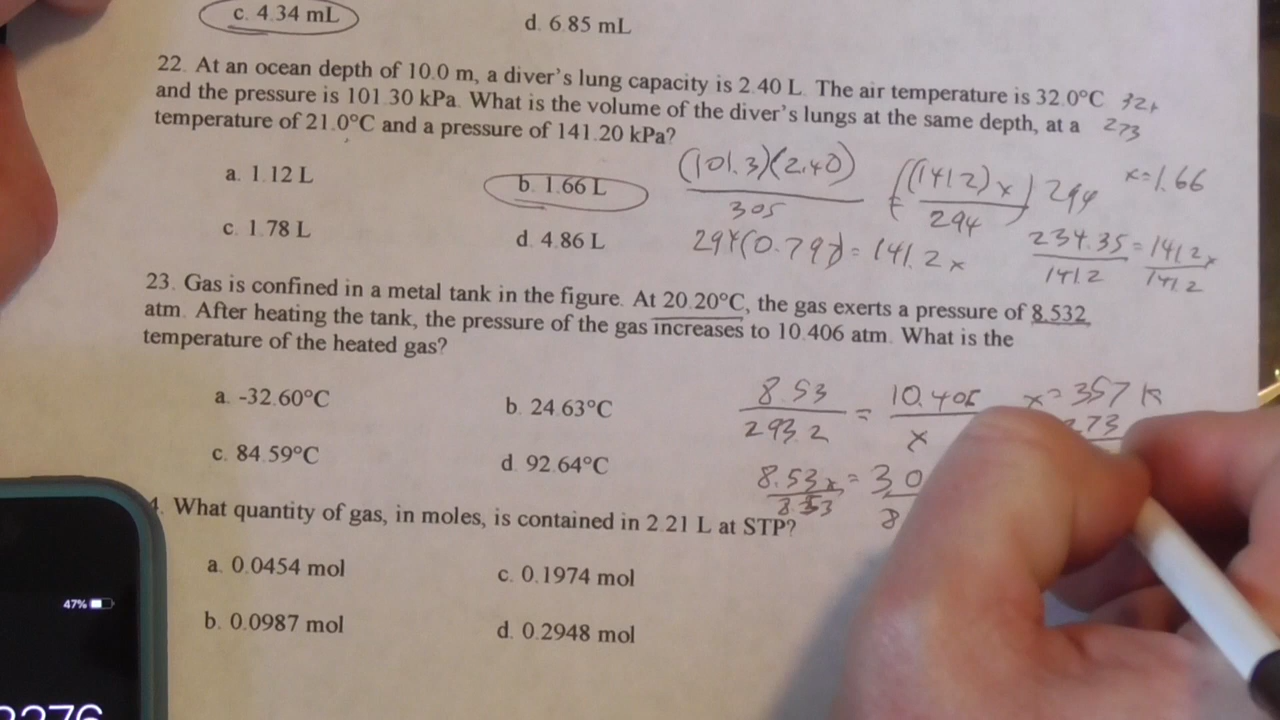 c. 4.34 mL
d. 6.85 mL
22. At an ocean depth of 10.0 m, a diver's lung capacity is 2.40 L. The air temperature is 32.0°C
and the pressure is 101.30 kPa. What is the volume of the diver's lungs at the same depth, at a
temperature of 21.0°C and a pressure of 141.20 kPa?
32+
273
a. 1.12 L
b. 1.66 L
c. 1.78 L
d. 4.86 L
(101.3)(2.40)
305
=
((141.2)x) 294
294
x=1.66
294(0.797)=141.2x
234.35=141.2x
141.2 141.2
23. Gas is confined in a metal tank in the figure. At 20.20°C, the gas exerts a pressure of 8.532
atm. After heating the tank, the pressure of the gas increases to 10.406 atm. What is the
temperature of the heated gas?
a. -32.60°C
b. 24.63°C
c. 84.59°C
d. 92.64°C
8.53 = 10.406
293.2 x
x=357 K
273
8.53x=30
8.53 8
4. What quantity of gas, in moles, is contained in 2.21 L at STP?
a. 0.0454 mol
c. 0.1974 mol
b. 0.0987 mol
d. 0.2948 mol
47%